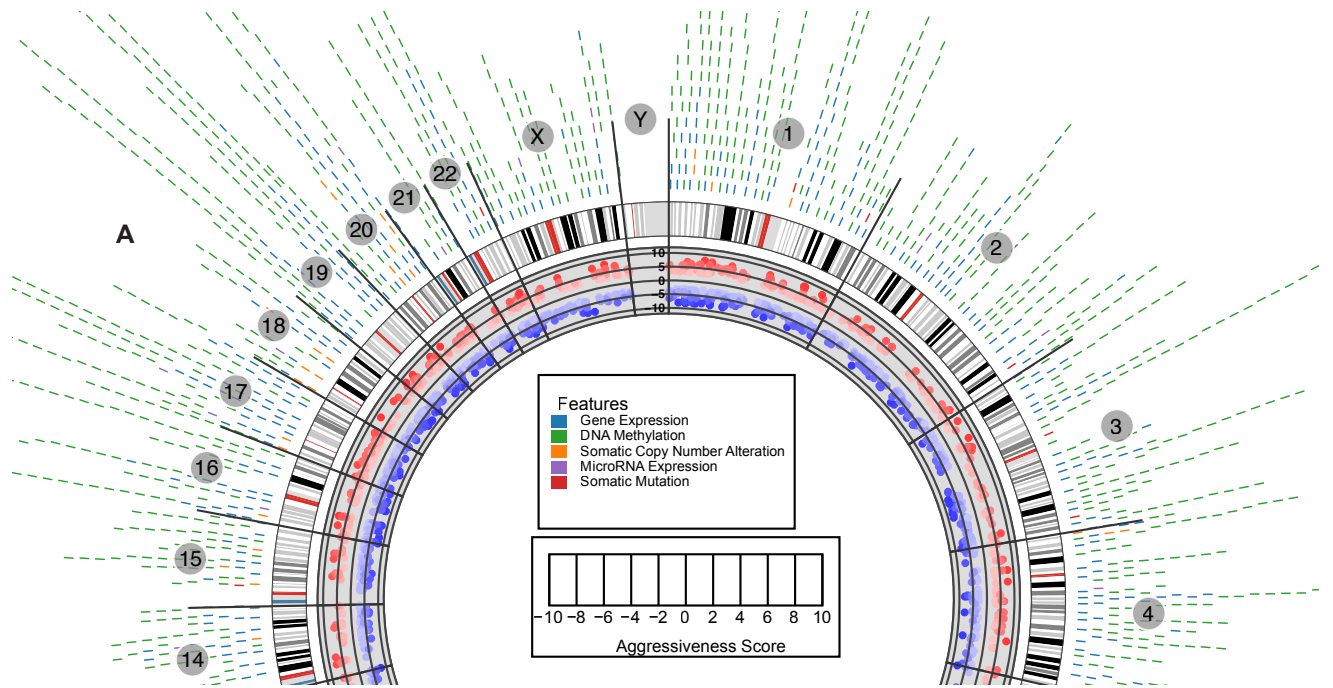 A
X
Y
1
22
21
2
20
19
18
17
3
16
15
4
14
10
5
0
−5
−10
Features
Gene Expression
DNA Methylation
Somatic Copy Number Alteration
MicroRNA Expression
Somatic Mutation
−10 −8 −6 −4 −2 0 2 4 6 8 10
Aggressiveness Score